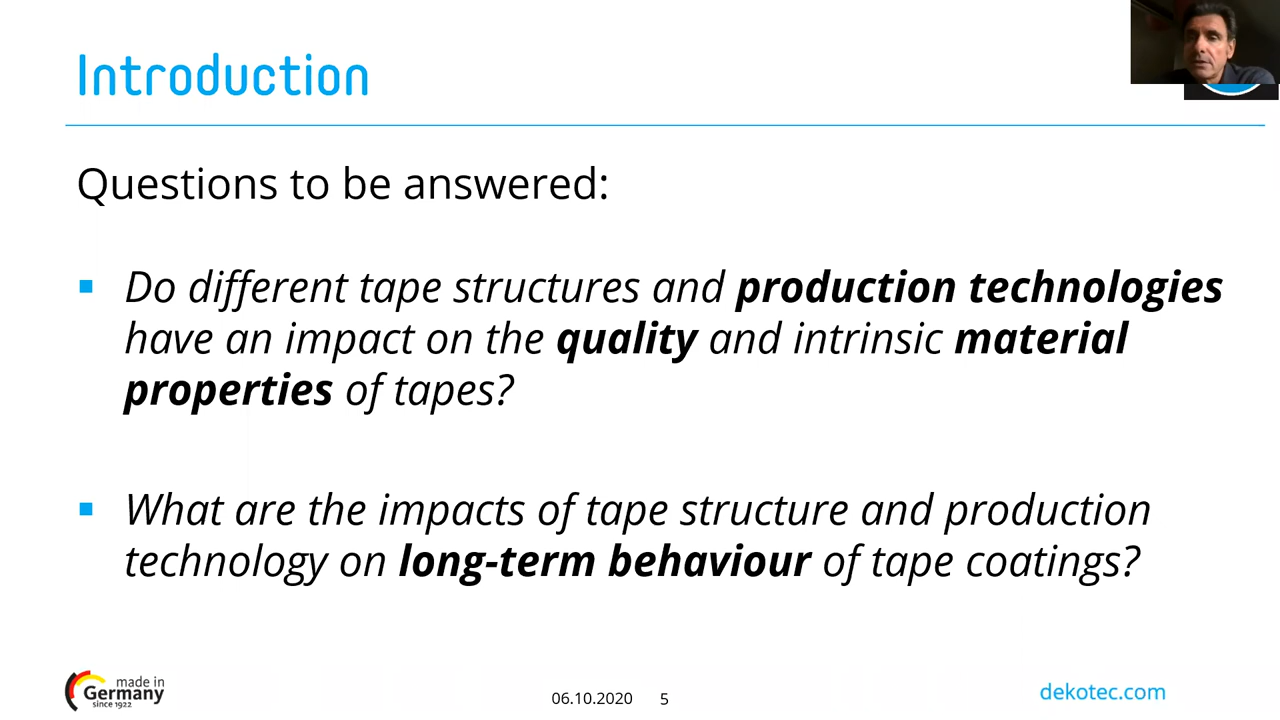 Introduction
Questions to be answered:
Do different tape structures and production technologies
have an impact on the quality and intrinsic material
properties of tapes?
What are the impacts of tape structure and production
technology on long-term behaviour of tape coatings?
made in
Germany
since 1922
06.10.2020 5
dekotec.com